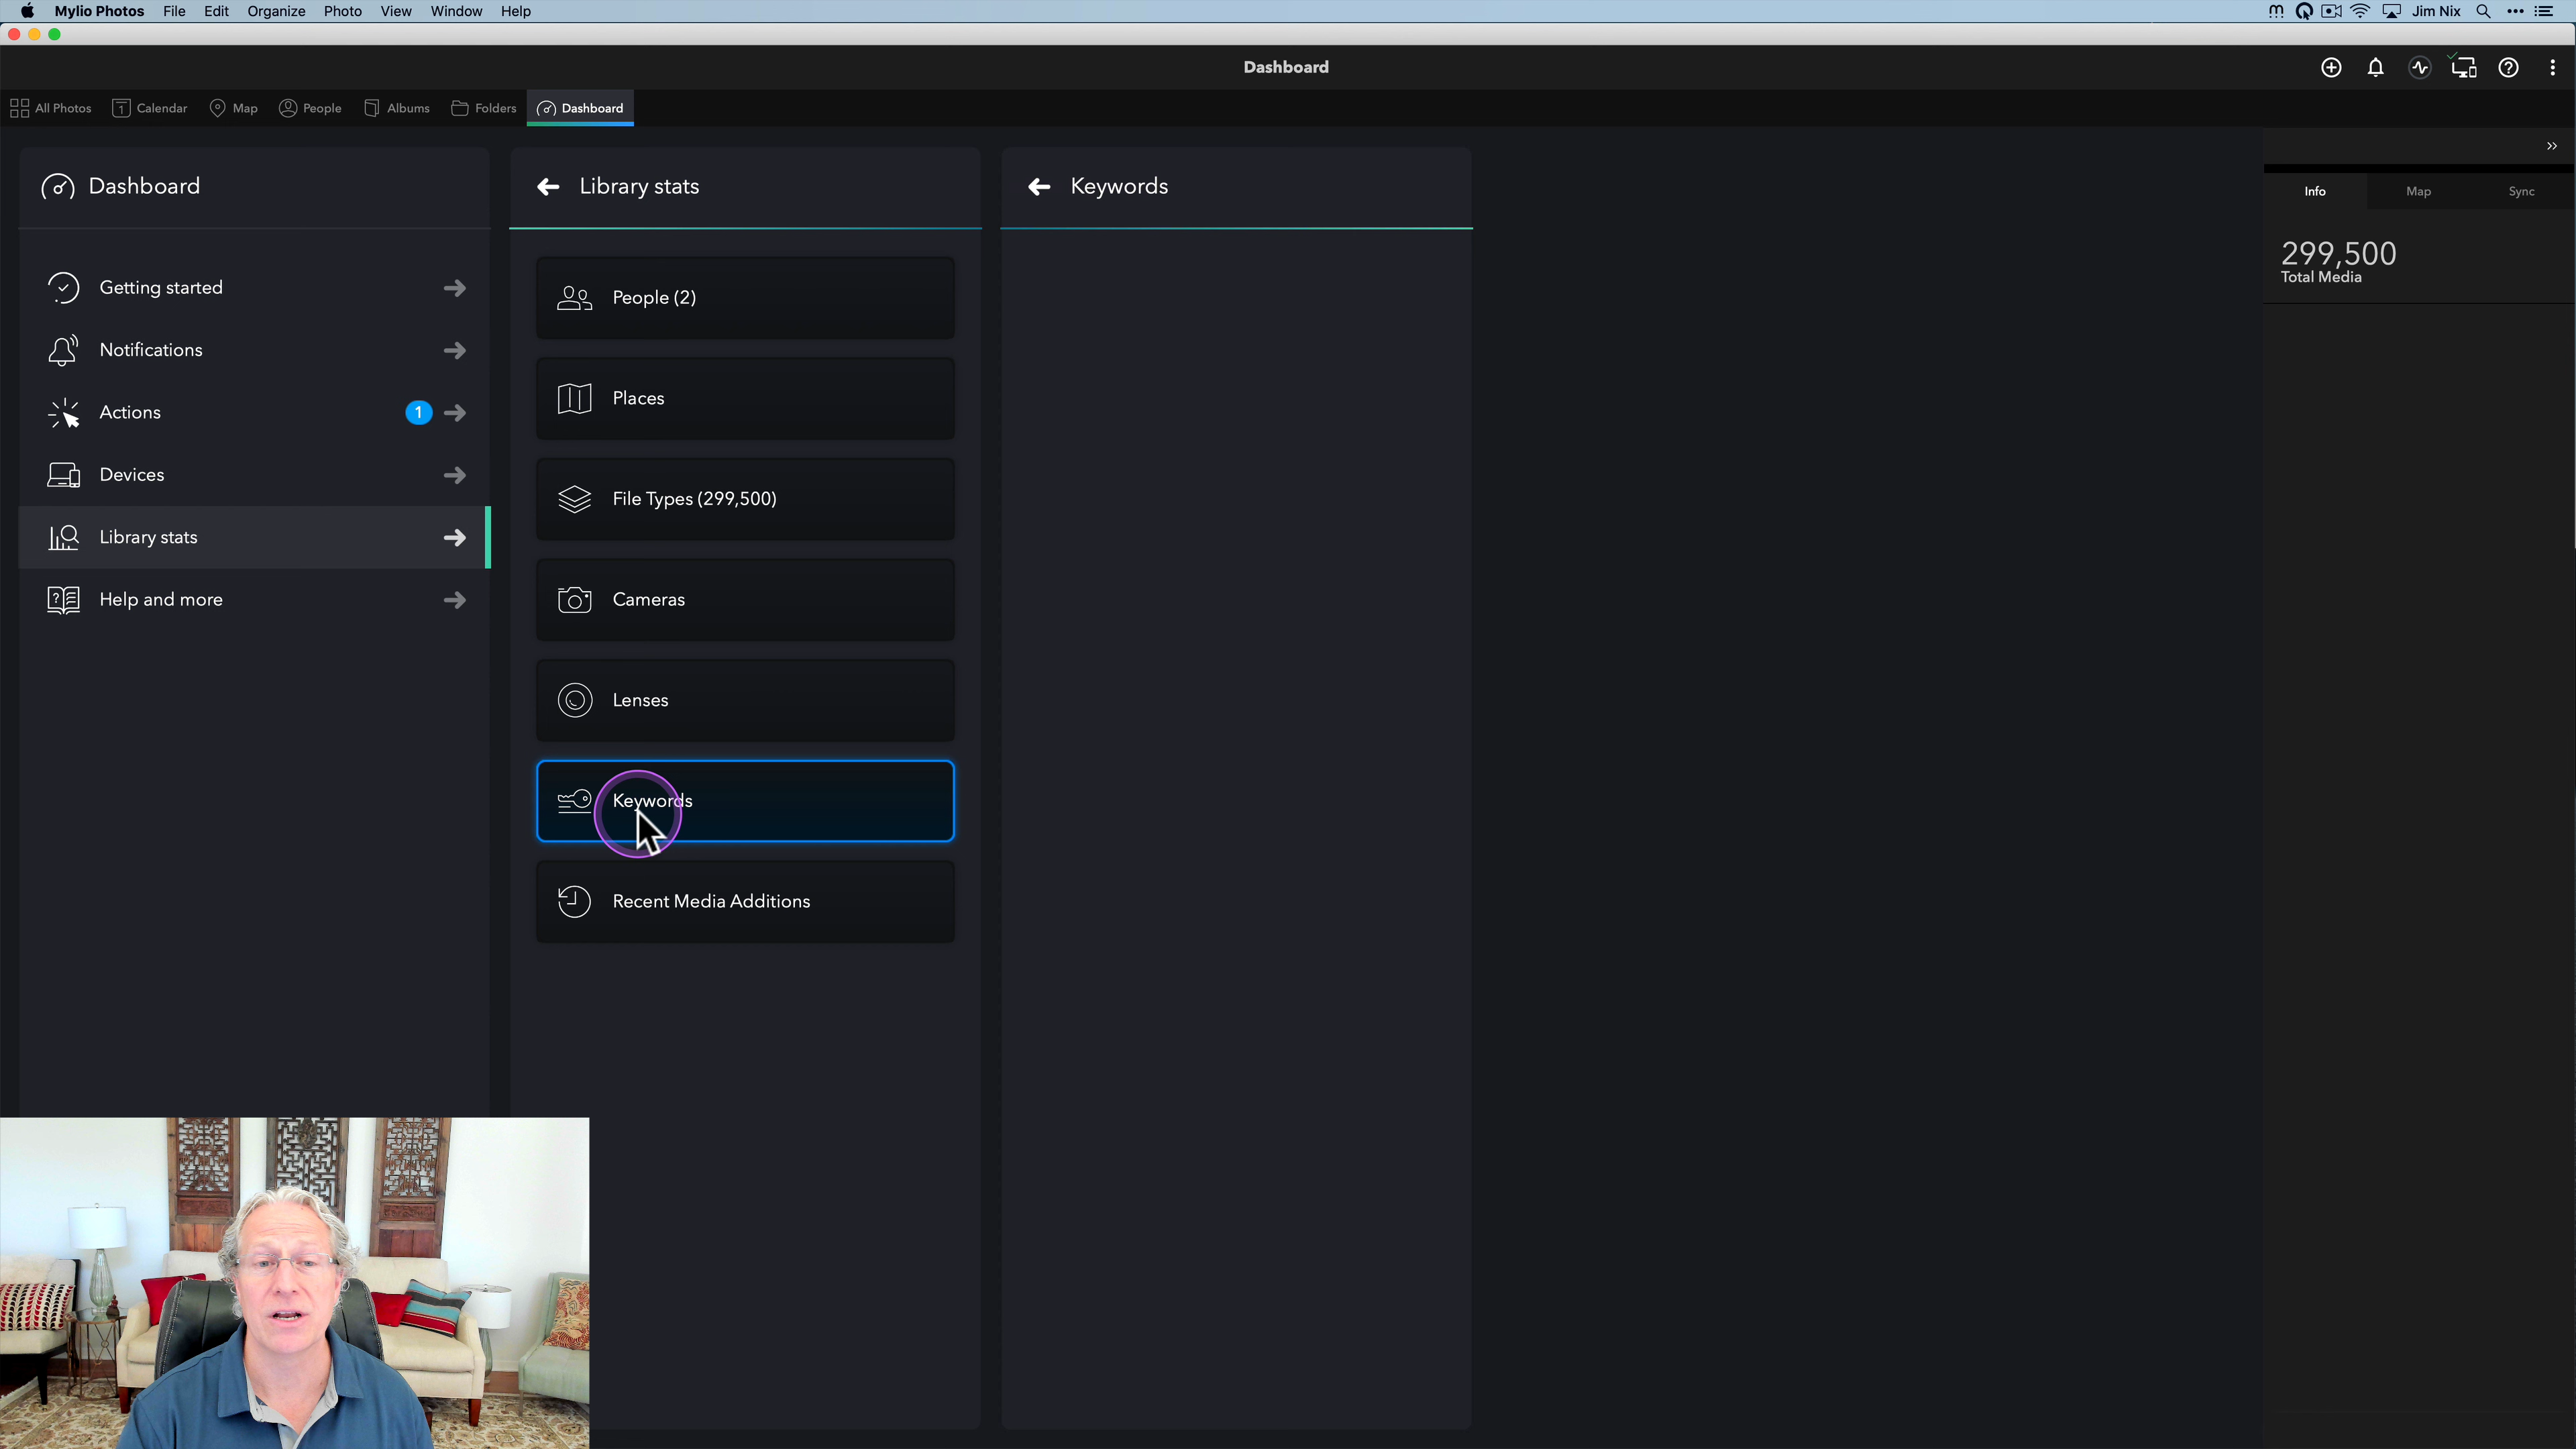 Mylio Photos File Edit Organize Photo View Window Help Jim Nix
Dashboard
All Photos 1 Calendar Map People Albums Folders Dashboard
Dashboard
Getting started
Notifications
Actions 1
Devices
Library stats
Help and more
Library stats
People (2)
Places
File Types (299,500)
Cameras
Lenses
Keywords
Recent Media Additions
Keywords
Info Map Sync
299,500
Total Media